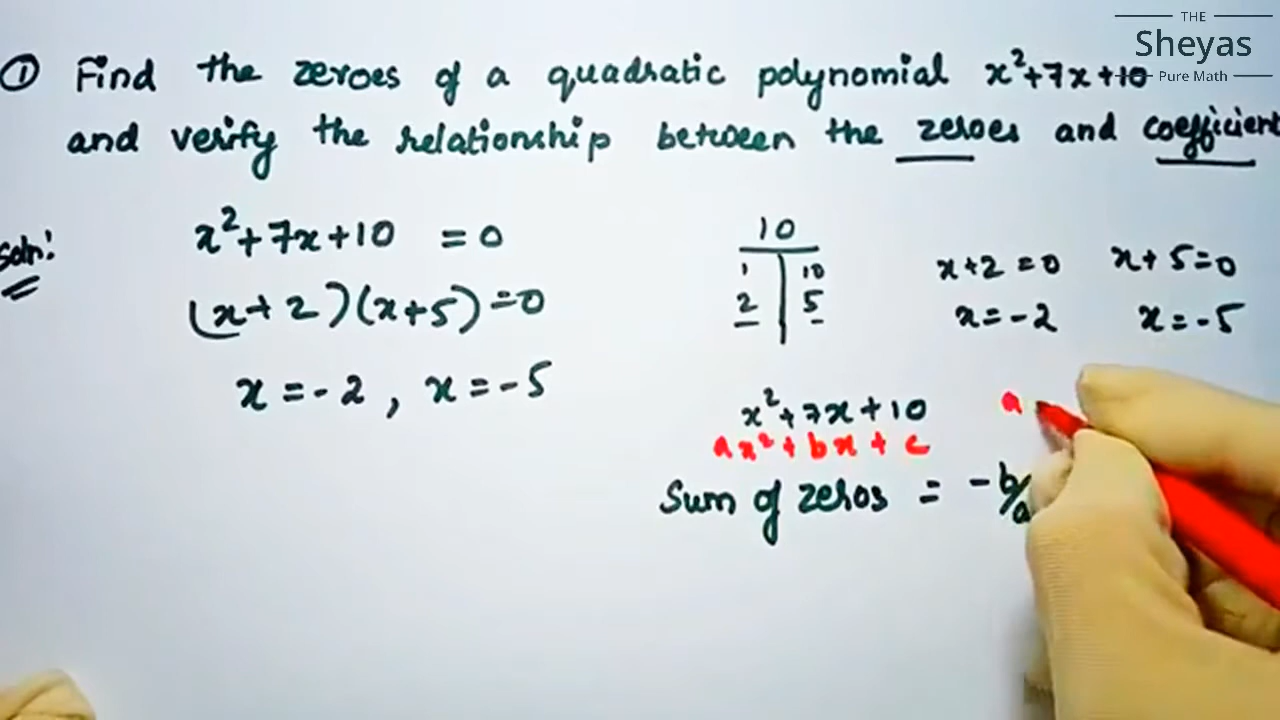 THE
Sheyas
Pure Math
① Find the zeroes of a quadratic polynomial x²+7x+10
and verify the relationship between the zeroes and coefficient
Soln:
x²+7x+10 = 0
(x+2)(x+5)=0
x=-2, x=-5
10
1 | 10
2 | 5
x+2=0 x+5=0
x=-2 x=-5
x²+7x+10
ax²+bx+c
a
Sum of zeros = -b/a